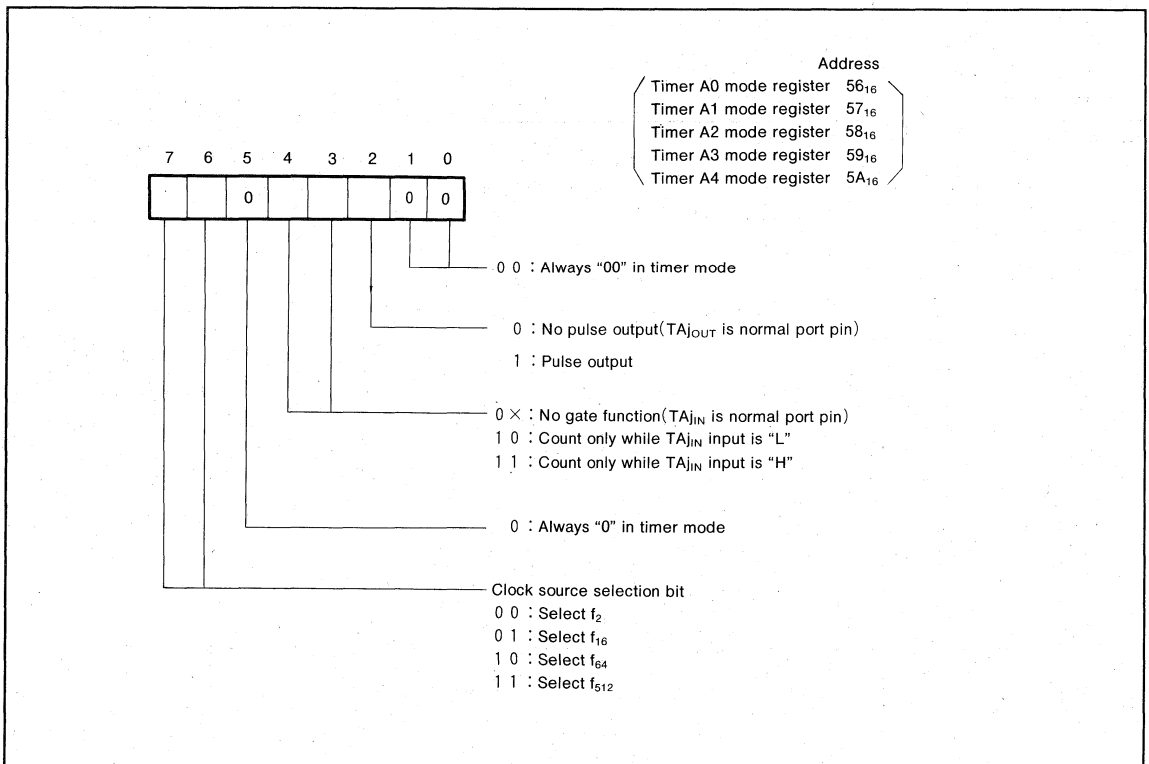 Address
Timer A0 mode register 56₁₆
Timer A1 mode register 57₁₆
Timer A2 mode register 58₁₆
Timer A3 mode register 59₁₆
Timer A4 mode register 5A₁₆
7 6 5 4 3 2 1 0
0 0 0
0 0 : Always “00” in timer mode
0 : No pulse output(TAjOUT is normal port pin)
1 : Pulse output
0 × : No gate function(TAjIN is normal port pin)
1 0 : Count only while TAjIN input is “L”
1 1 : Count only while TAjIN input is “H”
0 : Always “0” in timer mode
Clock source selection bit
0 0 : Select f₂
0 1 : Select f₁₆
1 0 : Select f₆₄
1 1 : Select f₅₁₂